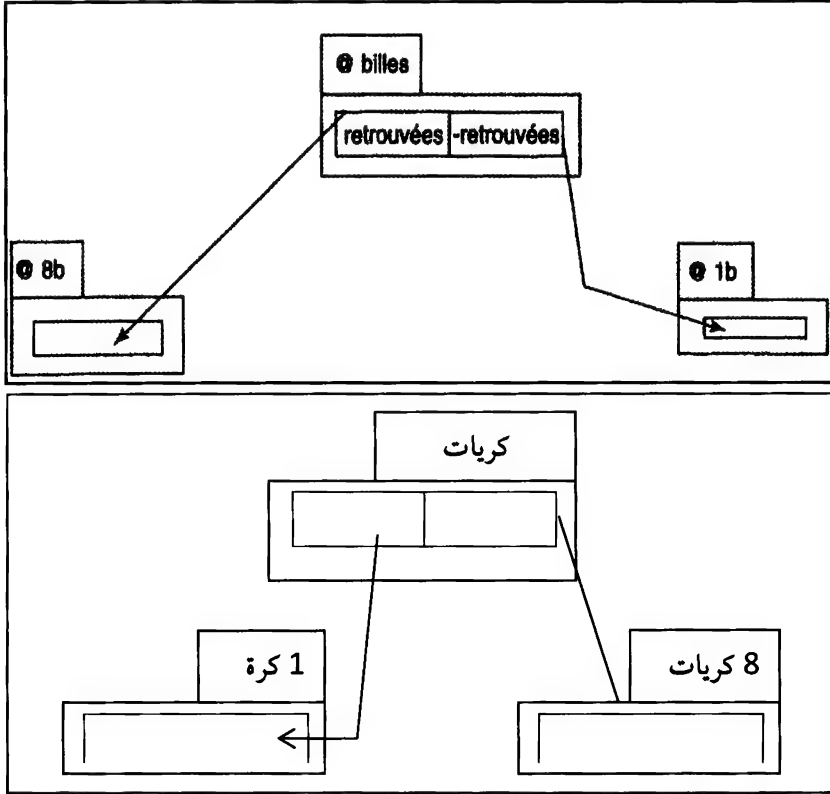 @ billes
retrouvées -retrouvées
@ 8b
@ 1b
كريات
8 كريات
1 كرة